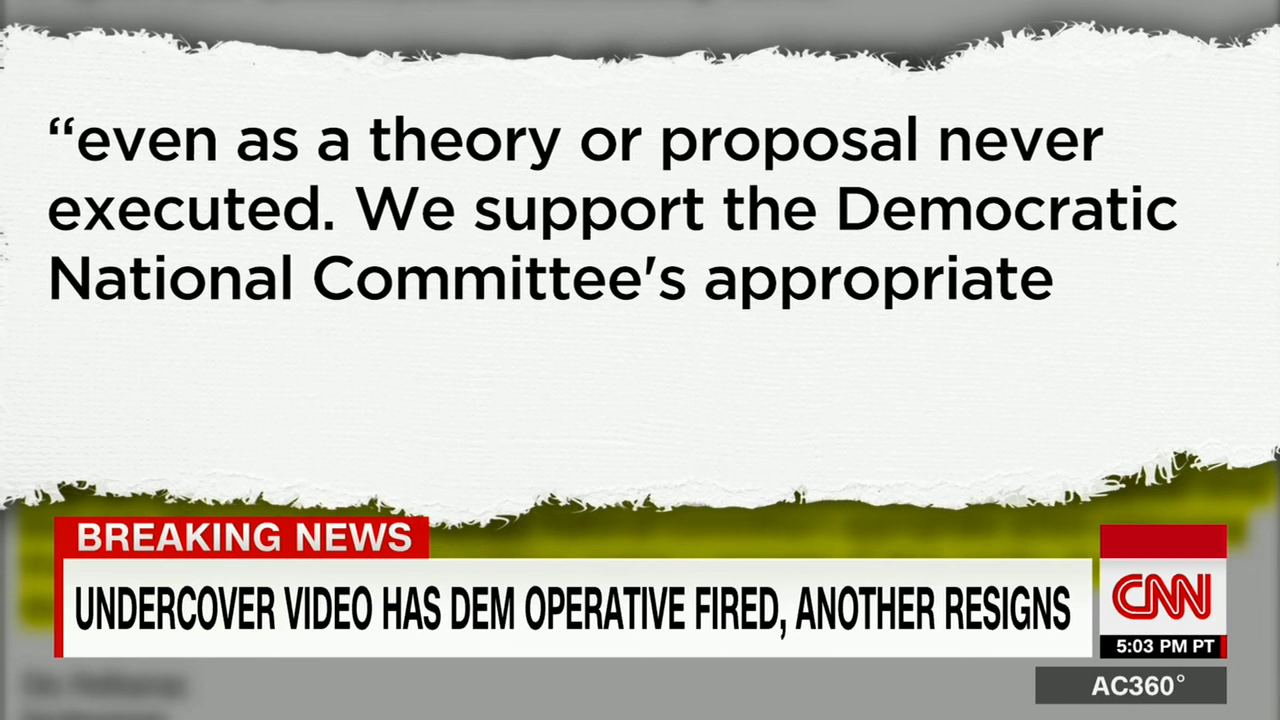 “even as a theory or proposal never
executed. We support the Democratic
National Committee's appropriate
BREAKING NEWS
UNDERCOVER VIDEO HAS DEM OPERATIVE FIRED, ANOTHER RESIGNS
CNN
5:03 PM PT
AC360°